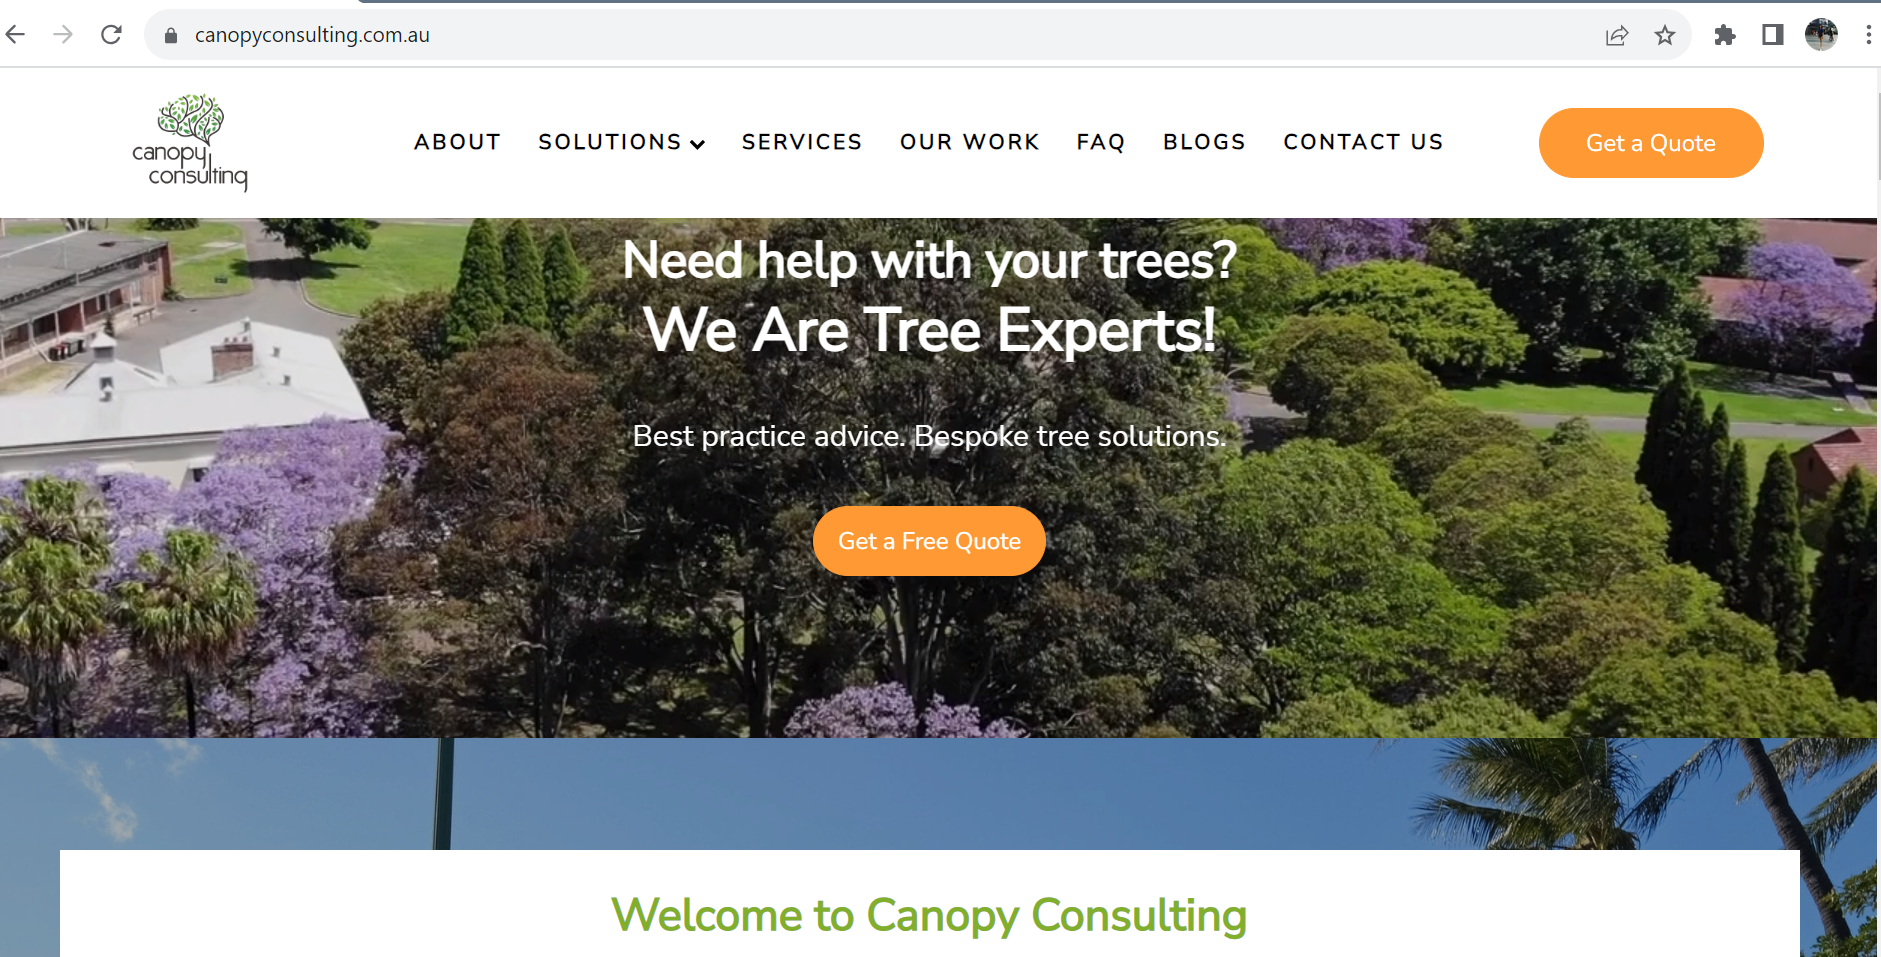 canopyconsulting.com.au
canopy
consulting
ABOUT SOLUTIONS SERVICES OUR WORK FAQ BLOGS CONTACT US
Get a Quote
Need help with your trees?
We Are Tree Experts!
Best practice advice. Bespoke tree solutions.
Get a Free Quote
Welcome to Canopy Consulting